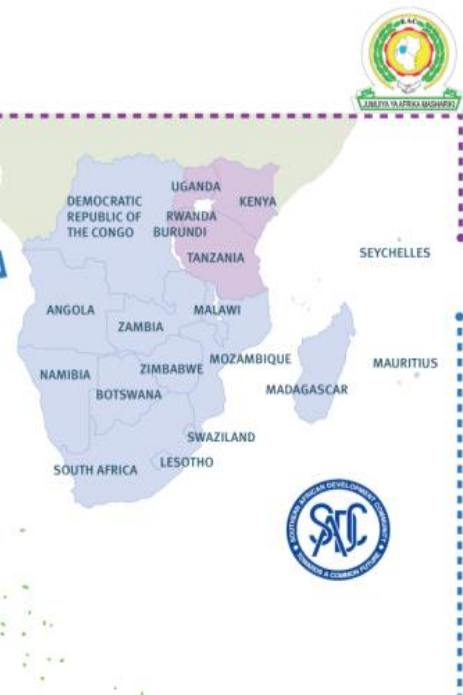 EAC
JUMUIYA YA AFRIKA MASHARIKI
UGANDA
KENYA
DEMOCRATIC
REPUBLIC OF
THE CONGO
RWANDA
BURUNDI
TANZANIA
SEYCHELLES
ANGOLA
MALAWI
ZAMBIA
MOZAMBIQUE
ZIMBABWE
MAURITIUS
NAMIBIA
MADAGASCAR
BOTSWANA
SWAZILAND
LESOTHO
SOUTH AFRICA
SOUTHERN AFRICAN DEVELOPMENT COMMUNITY
SADC
TOWARDS A COMMON FUTURE